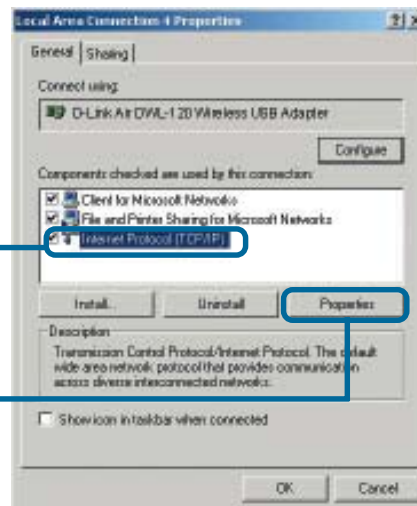 Local Area Connection 4 Properties
General
Sharing
Connect using:
D-Link Air DWL-120 Wireless USB Adapter
Configure
Components checked are used by this connection:
Client for Microsoft Networks
File and Printer Sharing for Microsoft Networks
Internet Protocol (TCP/IP)
Install...
Uninstall
Properties
Description
Transmission Control Protocol/Internet Protocol. The default
wide area network protocol that provides communication
across diverse interconnected networks.
Show icon in taskbar when connected
OK
Cancel